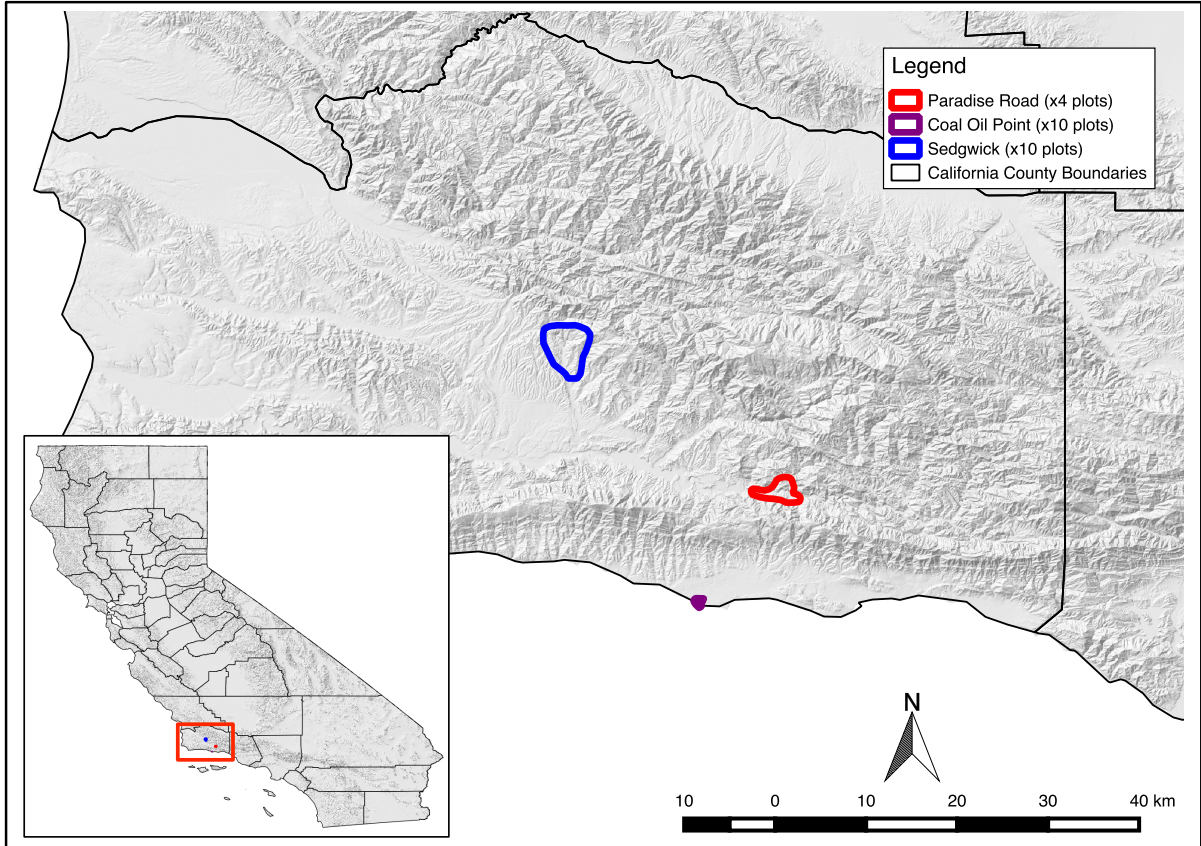 Legend
Paradise Road (x4 plots)
Coal Oil Point (x10 plots)
Sedgwick (x10 plots)
California County Boundaries
N
10 0 10 20 30 40 km